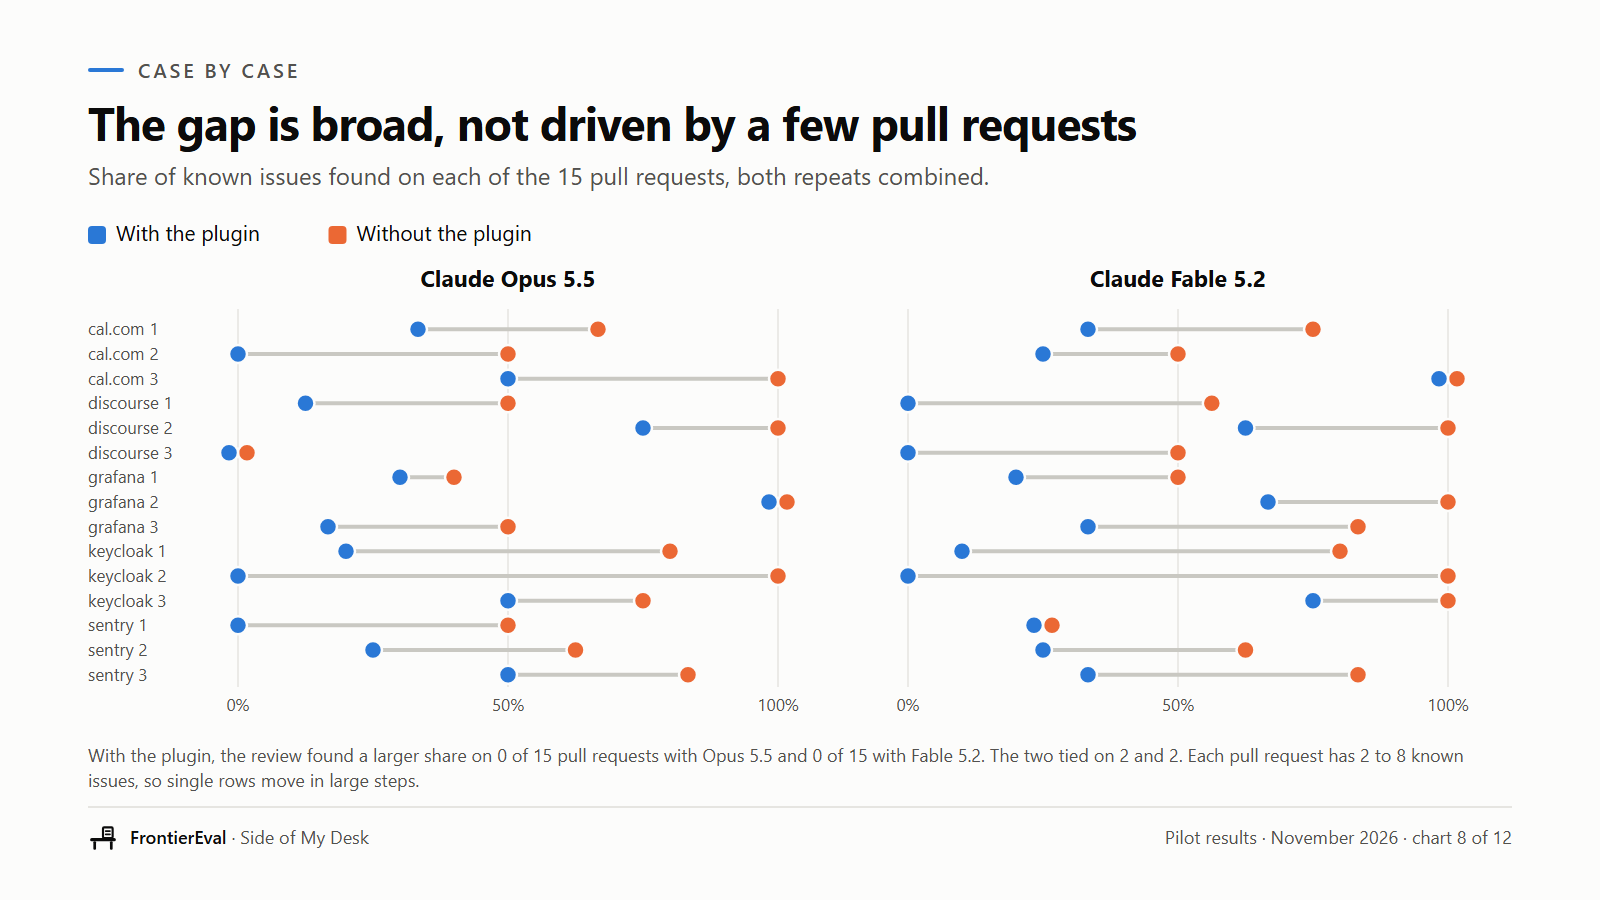 CASE BY CASE
The gap is broad, not driven by a few pull requests
Share of known issues found on each of the 15 pull requests, both repeats combined.
With the plugin
Without the plugin
Claude Opus 5.5
Claude Fable 5.2
cal.com 1
cal.com 2
cal.com 3
discourse 1
discourse 2
discourse 3
grafana 1
grafana 2
grafana 3
keycloak 1
keycloak 2
keycloak 3
sentry 1
sentry 2
sentry 3
0%
50%
100%
0%
50%
100%
With the plugin, the review found a larger share on 0 of 15 pull requests with Opus 5.5 and 0 of 15 with Fable 5.2. The two tied on 2 and 2. Each pull request has 2 to 8 known
issues, so single rows move in large steps.
FrontierEval · Side of My Desk
Pilot results · November 2026 · chart 8 of 12